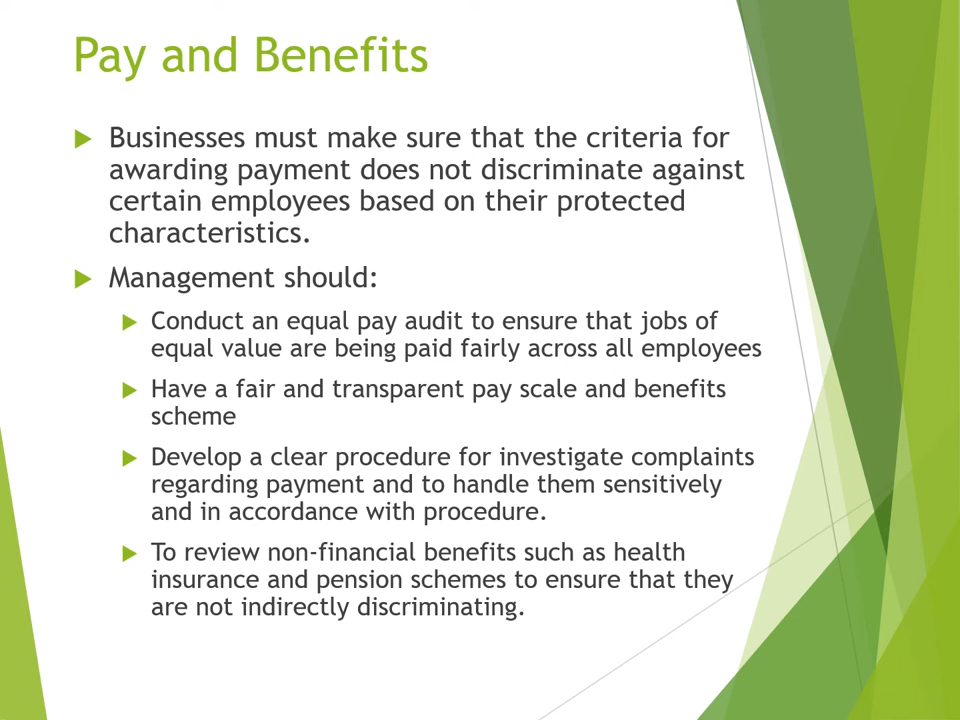 Pay and Benefits
Businesses must make sure that the criteria for
awarding payment does not discriminate against
certain employees based on their protected
characteristics.
Management should:
Conduct an equal pay audit to ensure that jobs of
equal value are being paid fairly across all employees
Have a fair and transparent pay scale and benefits
scheme
Develop a clear procedure for investigate complaints
regarding payment and to handle them sensitively
and in accordance with procedure.
To review non-financial benefits such as health
insurance and pension schemes to ensure that they
are not indirectly discriminating.